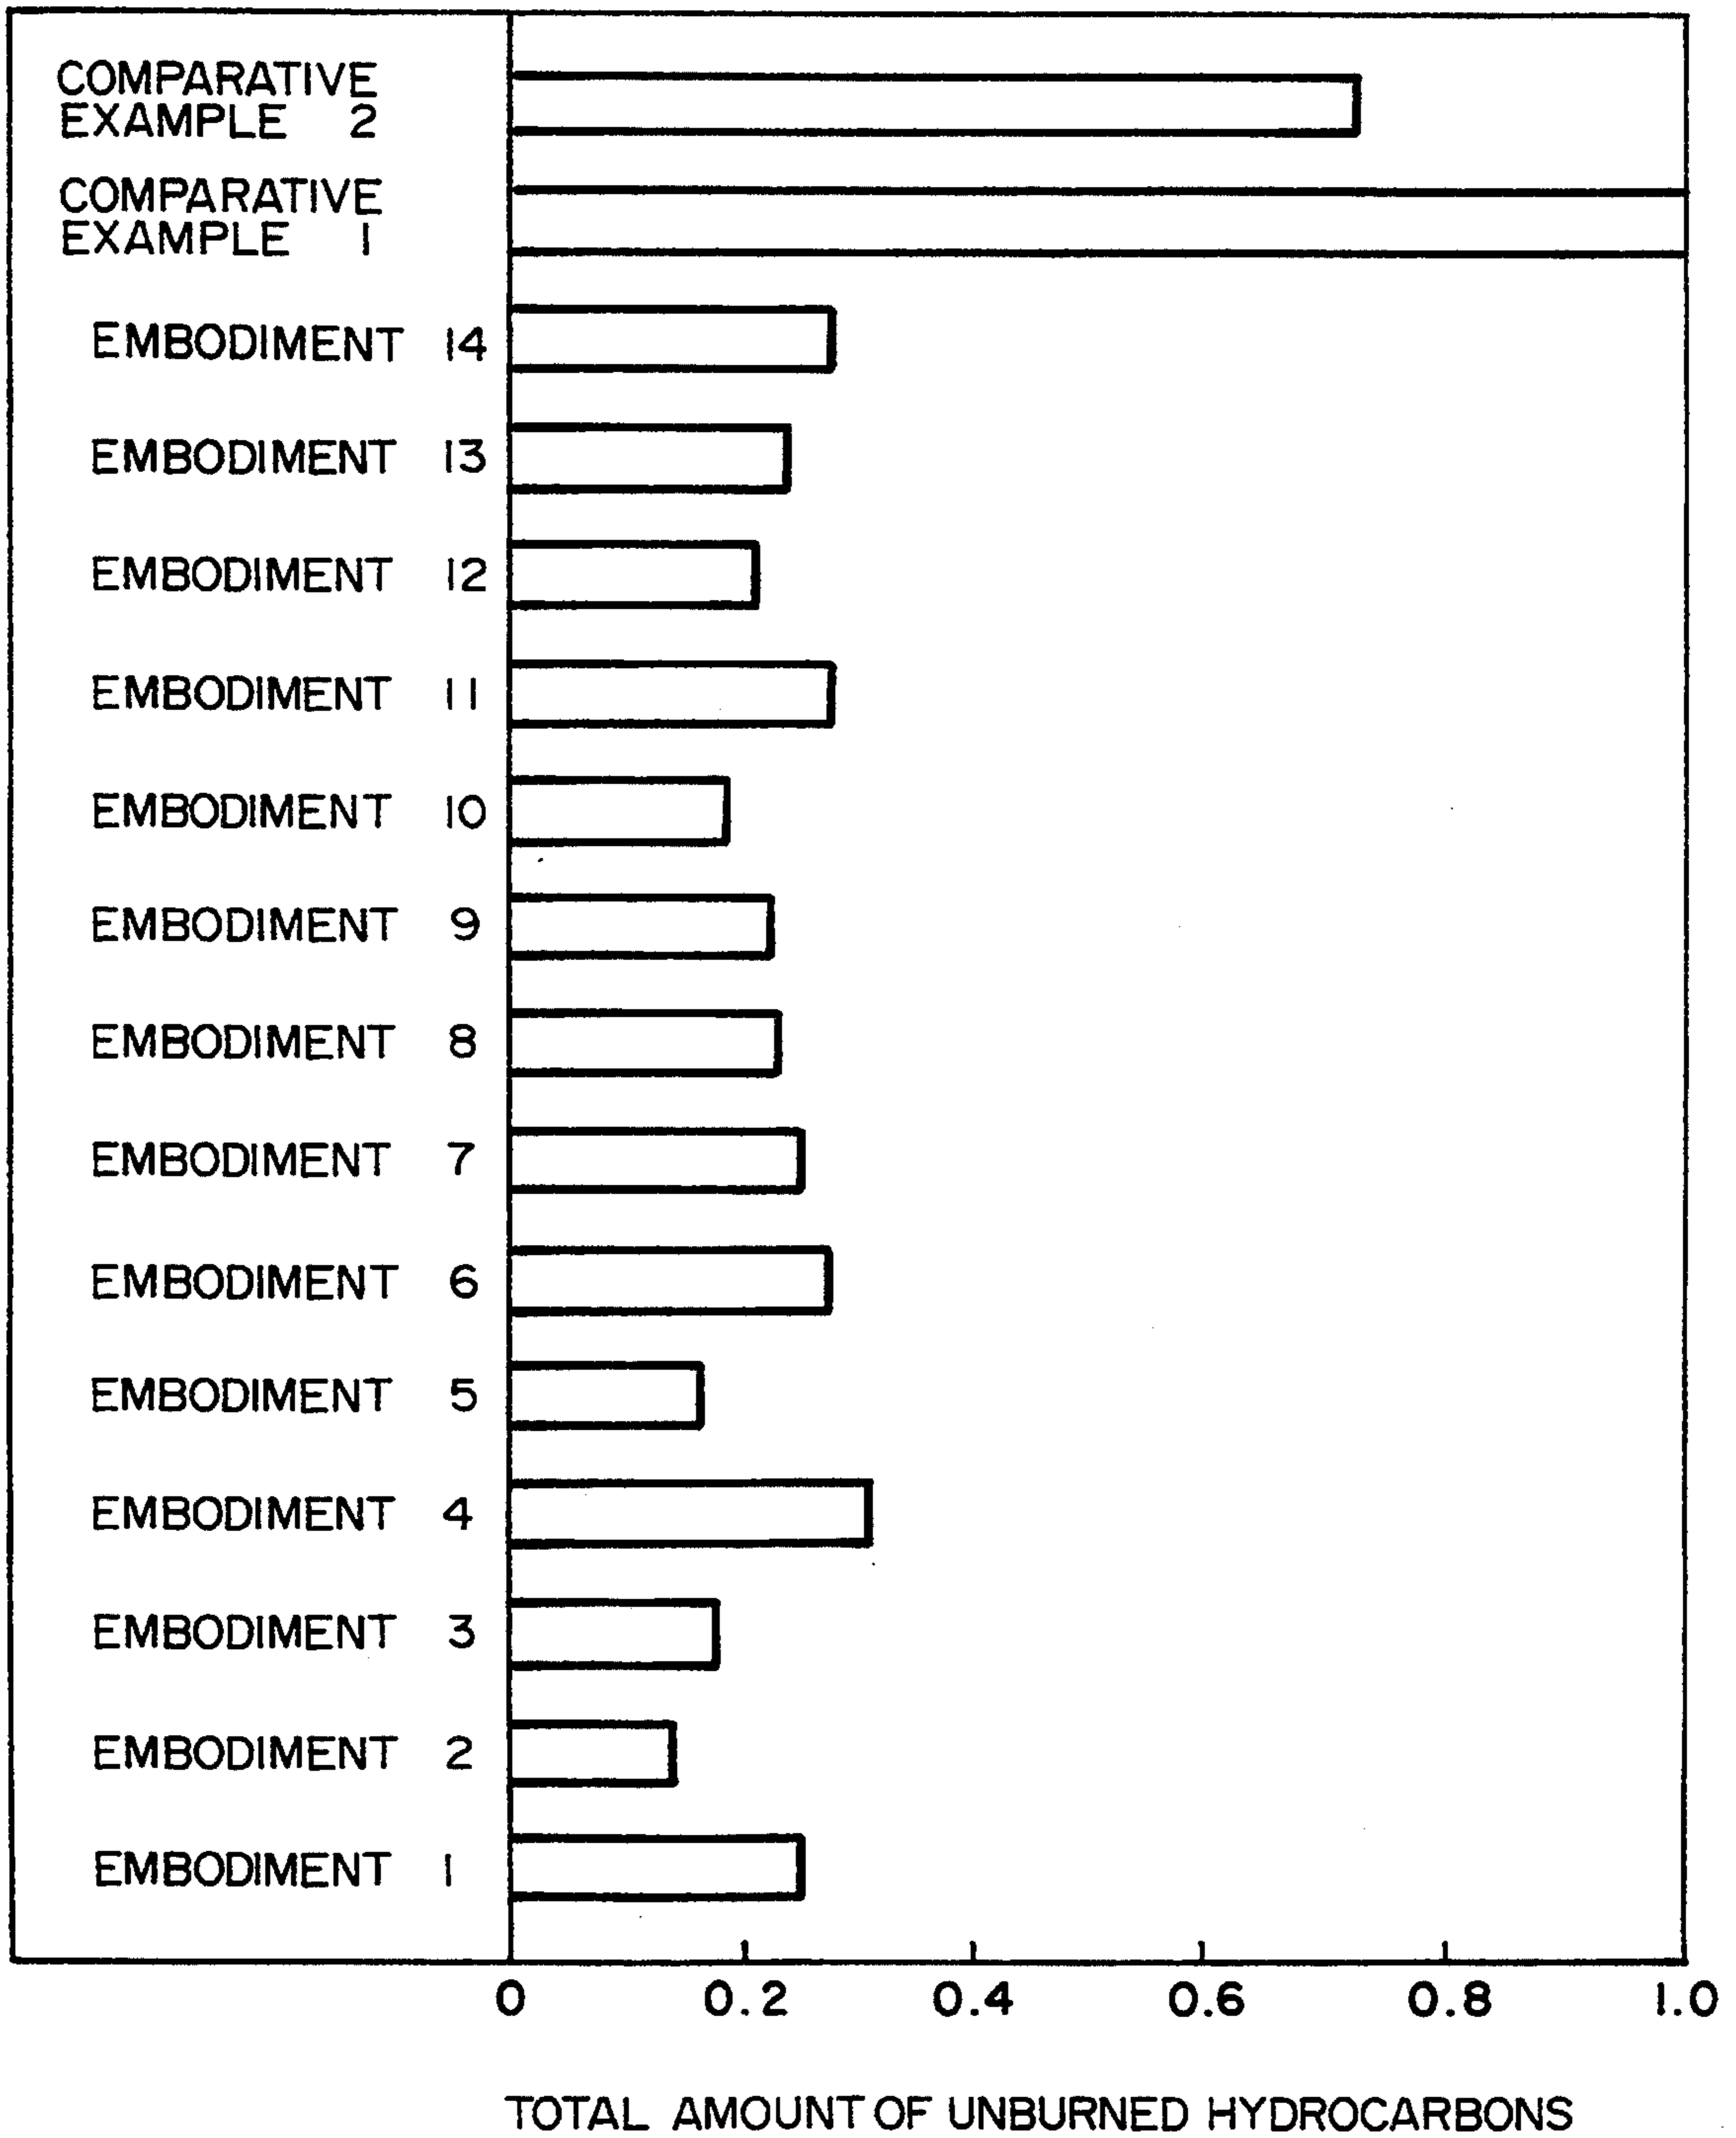 COMPARATIVE
EXAMPLE 2
COMPARATIVE
EXAMPLE 1
EMBODIMENT 14
EMBODIMENT 13
EMBODIMENT 12
EMBODIMENT 11
EMBODIMENT 10
EMBODIMENT 9
EMBODIMENT 8
EMBODIMENT 7
EMBODIMENT 6
EMBODIMENT 5
EMBODIMENT 4
EMBODIMENT 3
EMBODIMENT 2
EMBODIMENT 1
0 0.2 0.4 0.6 0.8 1.0
TOTAL AMOUNT OF UNBURNED HYDROCARBONS